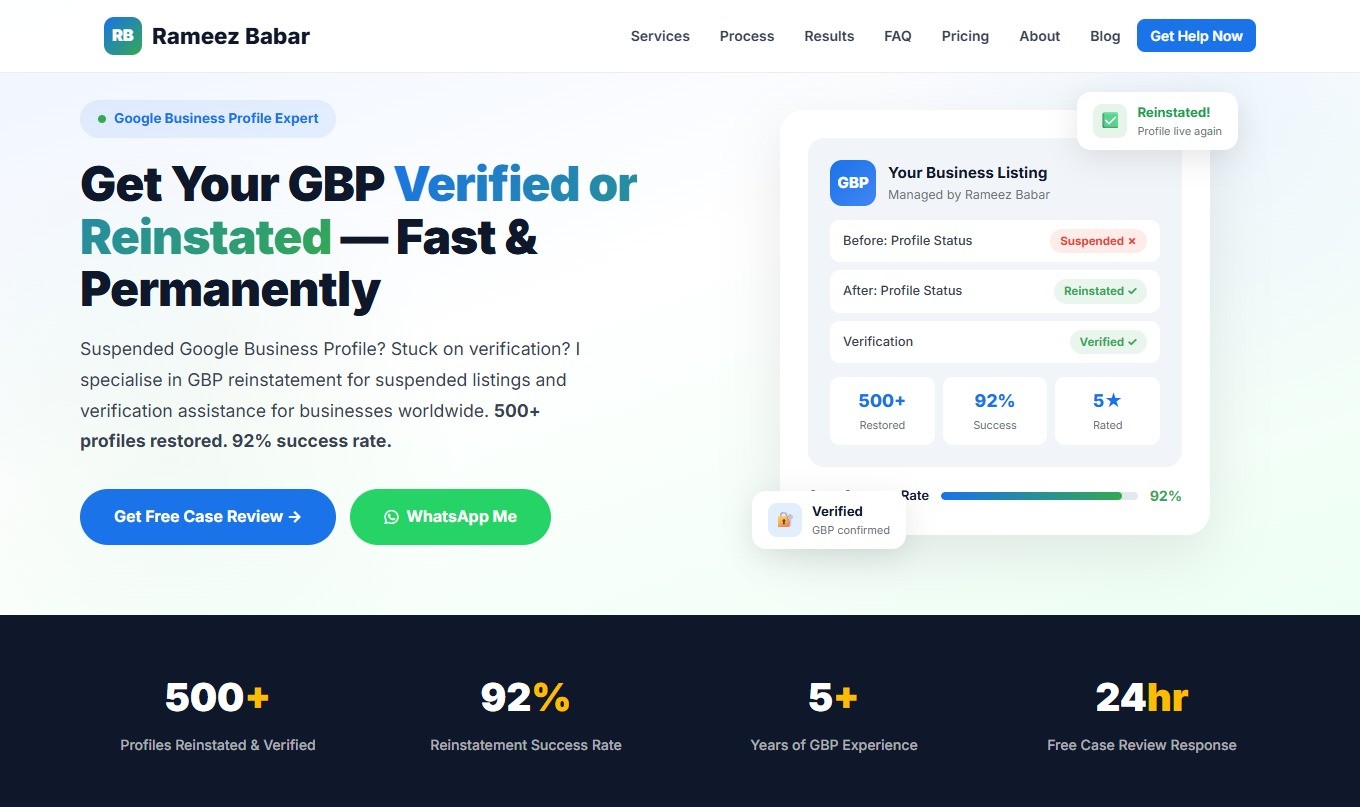 RB Rameez Babar
Services Process Results FAQ Pricing About Blog Get Help Now
Google Business Profile Expert
Get Your GBP Verified or
Reinstated — Fast &
Permanently
Suspended Google Business Profile? Stuck on verification? I
specialise in GBP reinstatement for suspended listings and
verification assistance for businesses worldwide. 500+
profiles restored. 92% success rate.
Get Free Case Review →
WhatsApp Me
Reinstated!
Profile live again
GBP
Your Business Listing
Managed by Rameez Babar
Before: Profile Status Suspended ×
After: Profile Status Reinstated ✓
Verification Verified ✓
500+ 92% 5★
Restored Success Rated
Rate 92%
Verified
GBP confirmed
500+ 92% 5+ 24hr
Profiles Reinstated & Verified Reinstatement Success Rate Years of GBP Experience Free Case Review Response